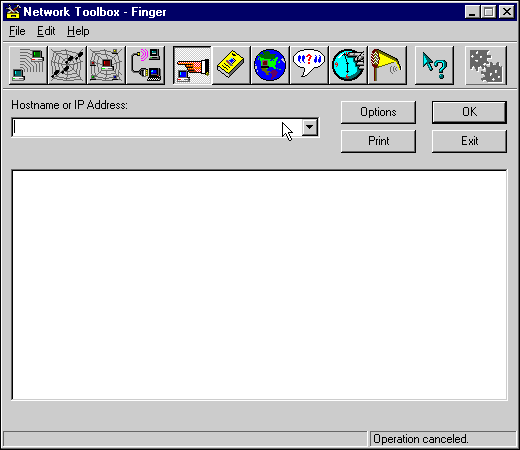 Network Toolbox - Finger
File Edit Help
"?"
?
Hostname or IP Address:
Options
OK
Print
Exit
Operation canceled.